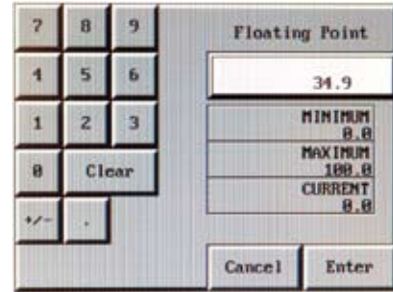 7 8 9
4 5 6
1 2 3
0 Clear
+/- .
Floating Point
34.9
MINIMUM
0.0
MAXIMUM
100.0
CURRENT
0.0
Cancel Enter